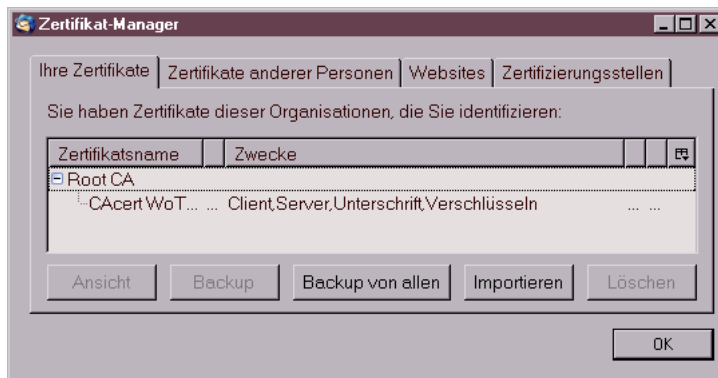 Zertifikat-Manager
Ihre Zertifikate Zertifikate anderer Personen Websites Zertifizierungsstellen
Sie haben Zertifikate dieser Organisationen, die Sie identifizieren:
Zertifikatsname Zwecke
Root CA
CAcert WoT... ... Client,Server,Unterschrift,Verschlüsseln ... ...
Ansicht Backup Backup von allen Importieren Löschen
OK